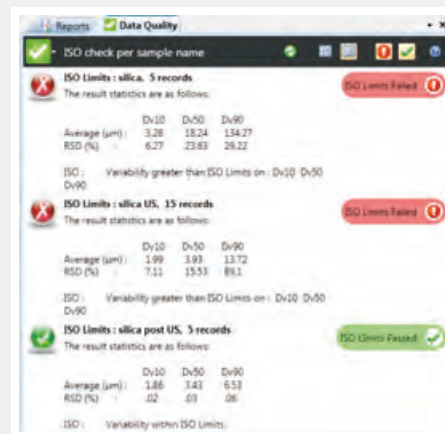 Reports Data Quality
ISO check per sample name
ISO Limits : silica, 5 records
ISO Limits Failed
The result statistics are as follows:
Dv10 Dv50 Dv90
Average (µm) : 3.28 18.24 134.27
RSD (%) : 6.27 23.83 29.22
ISO : Variability greater than ISO Limits on : Dv10 Dv50
Dv90
ISO Limits : silica US, 15 records
ISO Limits Failed
The result statistics are as follows:
Dv10 Dv50 Dv90
Average (µm) : 1.99 3.93 13.72
RSD (%) : 7.11 15.53 89.1
ISO : Variability greater than ISO Limits on : Dv10 Dv50
Dv90
ISO Limits : silica post US, 5 records
ISO Limits Passed
The result statistics are as follows:
Dv10 Dv50 Dv90
Average (µm) : 1.86 3.43 6.53
RSD (%) : .02 .03 .06
ISO : Variability within ISO Limits.